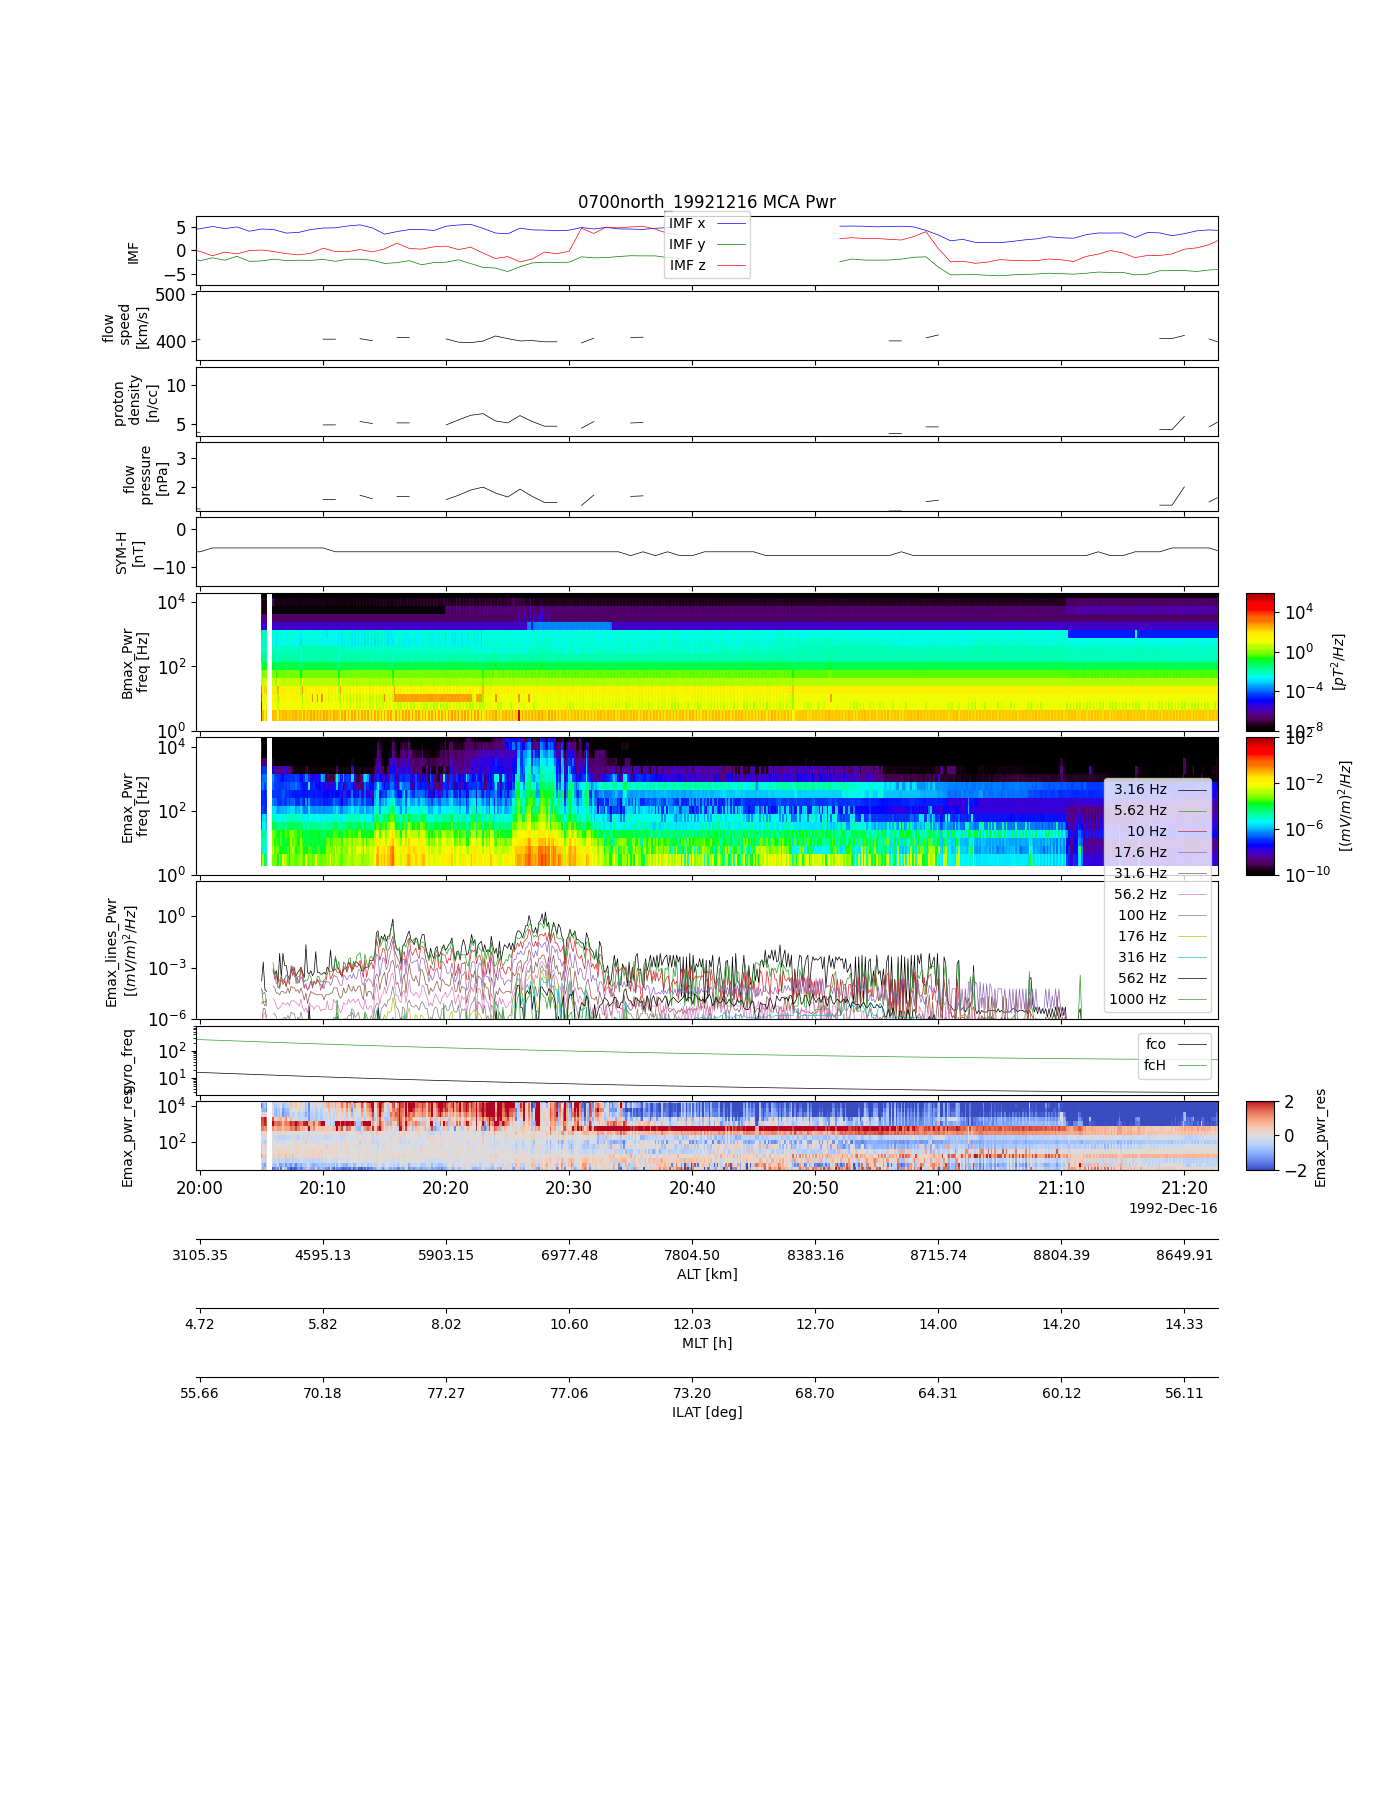 0700north_19921216 MCA Pwr
IMF
5
0
−5
IMF x
IMF y
IMF z
flow
speed
[km/s]
500
400
proton
density
[n/cc]
10
5
flow
pressure
[nPa]
3
2
SYM-H
[nT]
0
−10
Bmax_Pwr
freq [Hz]
10^4
10^2
10^0
10^4
10^0
10^−4
10^−8
[pT^2/Hz]
Emax_Pwr
freq [Hz]
10^4
10^2
10^0
10^2
10^−2
10^−6
10^−10
[(mV/m)^2/Hz]
3.16 Hz
5.62 Hz
10 Hz
17.6 Hz
31.6 Hz
56.2 Hz
100 Hz
176 Hz
316 Hz
562 Hz
1000 Hz
Emax_lines_Pwr
[(mV/m)^2/Hz]
10^0
10^−3
10^−6
gyro_freq
10^2
10^1
fco
fcH
Emax_pwr_res
10^4
10^2
2
0
−2
Emax_pwr_res
20:00 20:10 20:20 20:30 20:40 20:50 21:00 21:10 21:20
1992-Dec-16
3105.35 4595.13 5903.15 6977.48 7804.50 8383.16 8715.74 8804.39 8649.91
ALT [km]
4.72 5.82 8.02 10.60 12.03 12.70 14.00 14.20 14.33
MLT [h]
55.66 70.18 77.27 77.06 73.20 68.70 64.31 60.12 56.11
ILAT [deg]